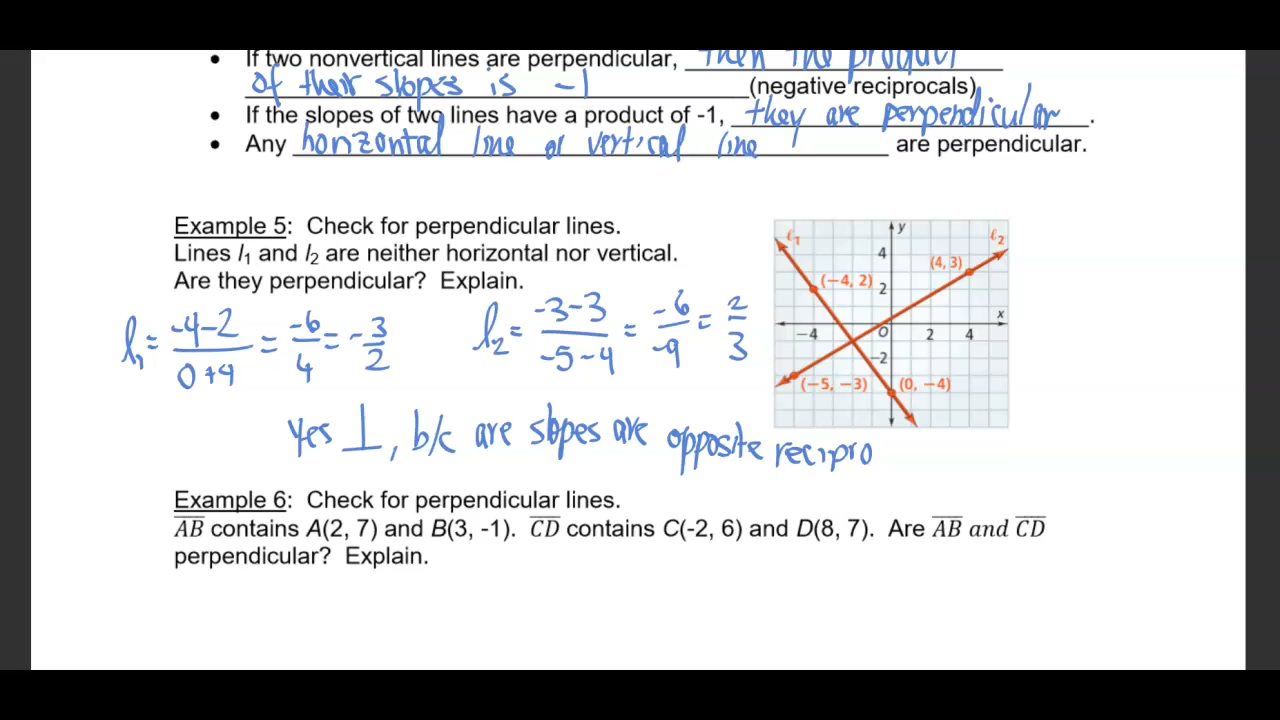 • If two nonvertical lines are perpendicular, then the product
of their slopes is -1 (negative reciprocals)
• If the slopes of two lines have a product of -1, they are perpendicular.
• Any horizontal line or vertical line are perpendicular.
Example 5: Check for perpendicular lines.
Lines l₁ and l₂ are neither horizontal nor vertical.
Are they perpendicular? Explain.
l₁ = (-4-2)/(0+4) = -6/4 = -3/2
l₂ = (-3-3)/(-5-4) = -6/-9 = 2/3
y
ℓ₁
ℓ₂
4
(4, 3)
(-4, 2)
2
x
-4
O
2
4
-2
(-5, -3)
(0, -4)
Yes ⊥, b/c are slopes are opposite recipro
Example 6: Check for perpendicular lines.
A̅B̅ contains A(2, 7) and B(3, -1). C̅D̅ contains C(-2, 6) and D(8, 7). Are A̅B̅ and C̅D̅
perpendicular? Explain.